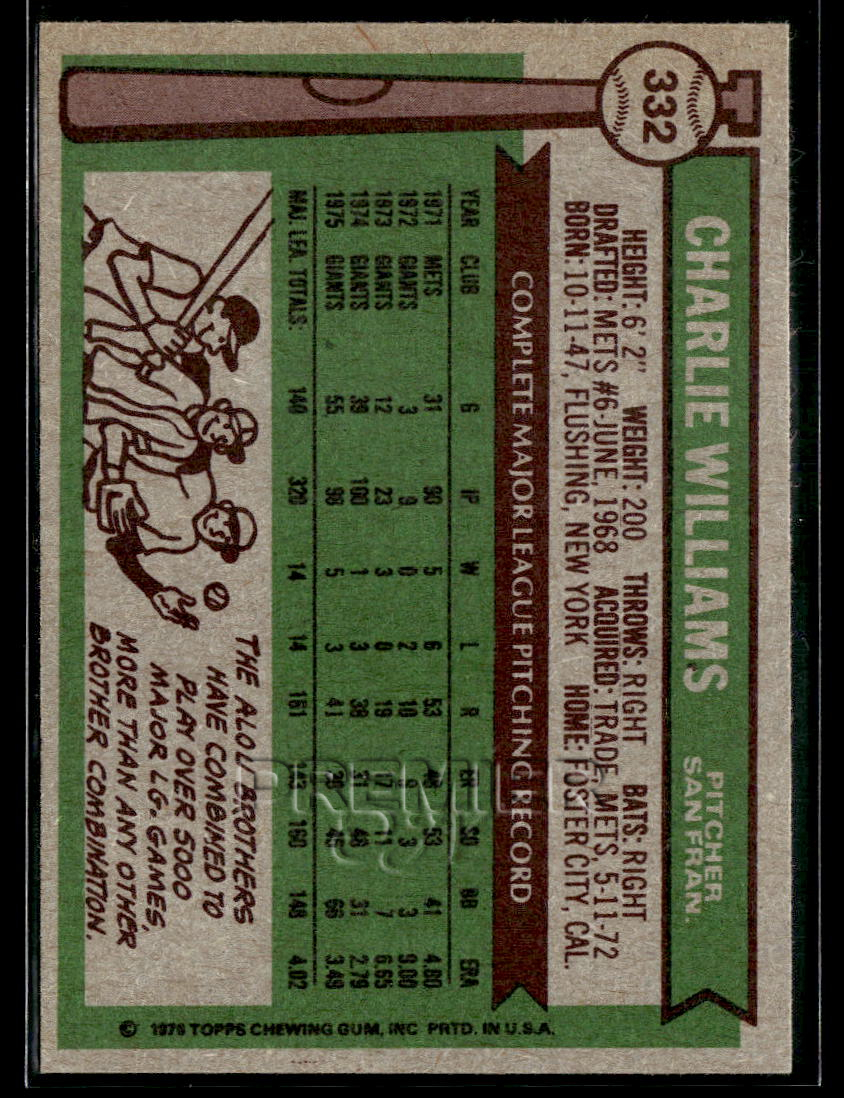 332
CHARLIE WILLIAMS
PITCHER
SAN FRAN.
HEIGHT: 6' 2" WEIGHT: 200 THROWS: RIGHT BATS: RIGHT
DRAFTED: METS #6-JUNE, 1968 ACQUIRED: TRADE, METS, 5-11-72
BORN: 10-11-47, FLUSHING, NEW YORK HOME: FOSTER CITY, CAL.
COMPLETE MAJOR LEAGUE PITCHING RECORD
YEAR CLUB G IP W L R ER SO BB ERA
1971 METS 31 90 5 6 53 48 53 41 4.80
1972 GIANTS 3 9 0 2 10 9 3 3 9.00
1973 GIANTS 12 23 3 0 19 17 11 7 6.65
1974 GIANTS 39 100 1 3 38 31 48 31 2.79
1975 GIANTS 55 98 5 3 41 45 66 3.49
MAJ. LEA. TOTALS: 140 320 14 14 161 160 148 4.02
THE ALOU BROTHERS
HAVE COMBINED TO
PLAY OVER 5000
MAJOR LG. GAMES,
MORE THAN ANY OTHER
BROTHER COMBINATION.
© 1976 TOPPS CHEWING GUM, INC PRTD. IN U.S.A.